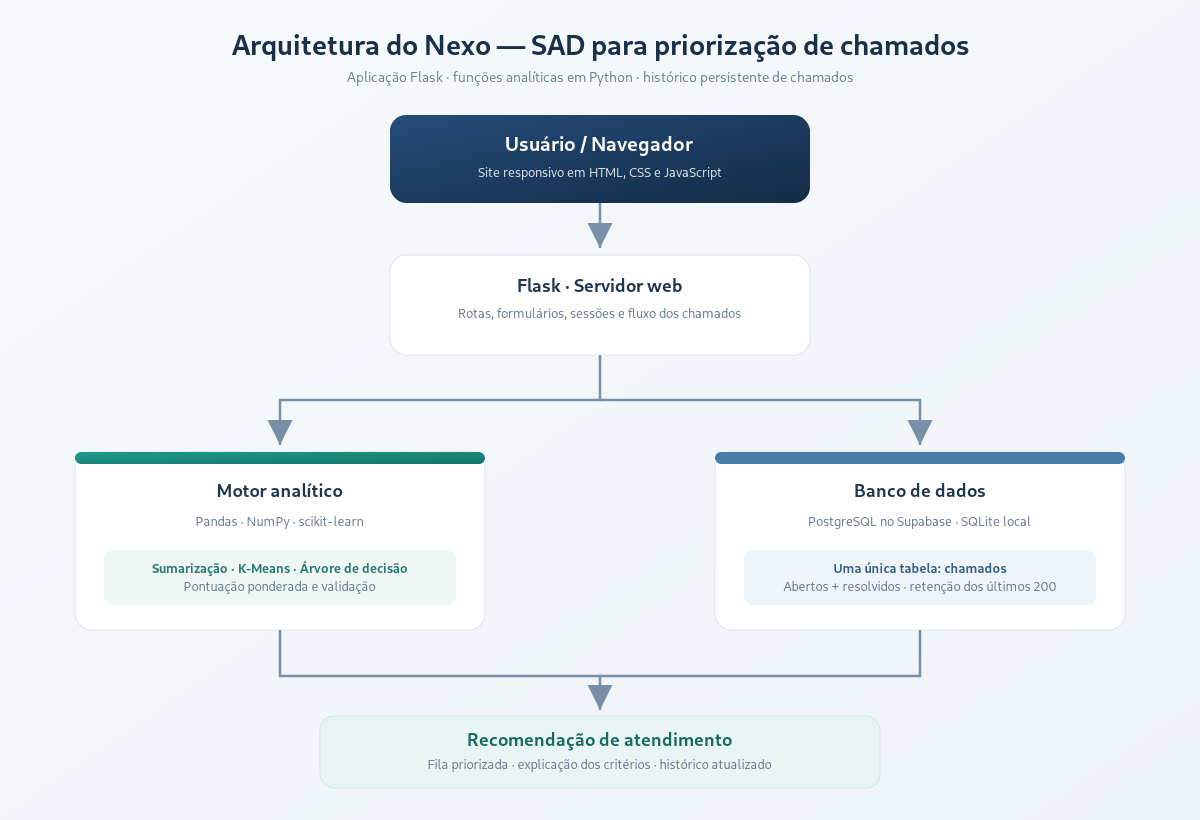 Arquitetura do Nexo — SAD para priorização de chamados
Aplicação Flask · funções analíticas em Python · histórico persistente de chamados
Usuário / Navegador
Site responsivo em HTML, CSS e JavaScript
Flask · Servidor web
Rotas, formulários, sessões e fluxo dos chamados
Motor analítico
Pandas · NumPy · scikit-learn
Sumarização · K-Means · Árvore de decisão
Pontuação ponderada e validação
Banco de dados
PostgreSQL no Supabase · SQLite local
Uma única tabela: chamados
Abertos + resolvidos · retenção dos últimos 200
Recomendação de atendimento
Fila priorizada · explicação dos critérios · histórico atualizado